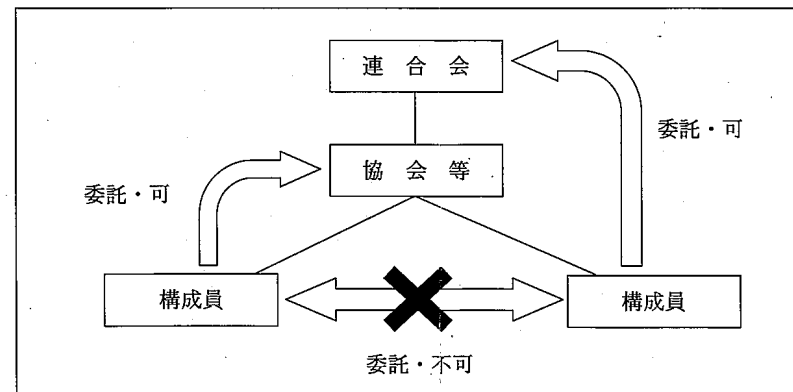 連合会
委託・可
協会等
委託・可
構成員
構成員
委託・不可